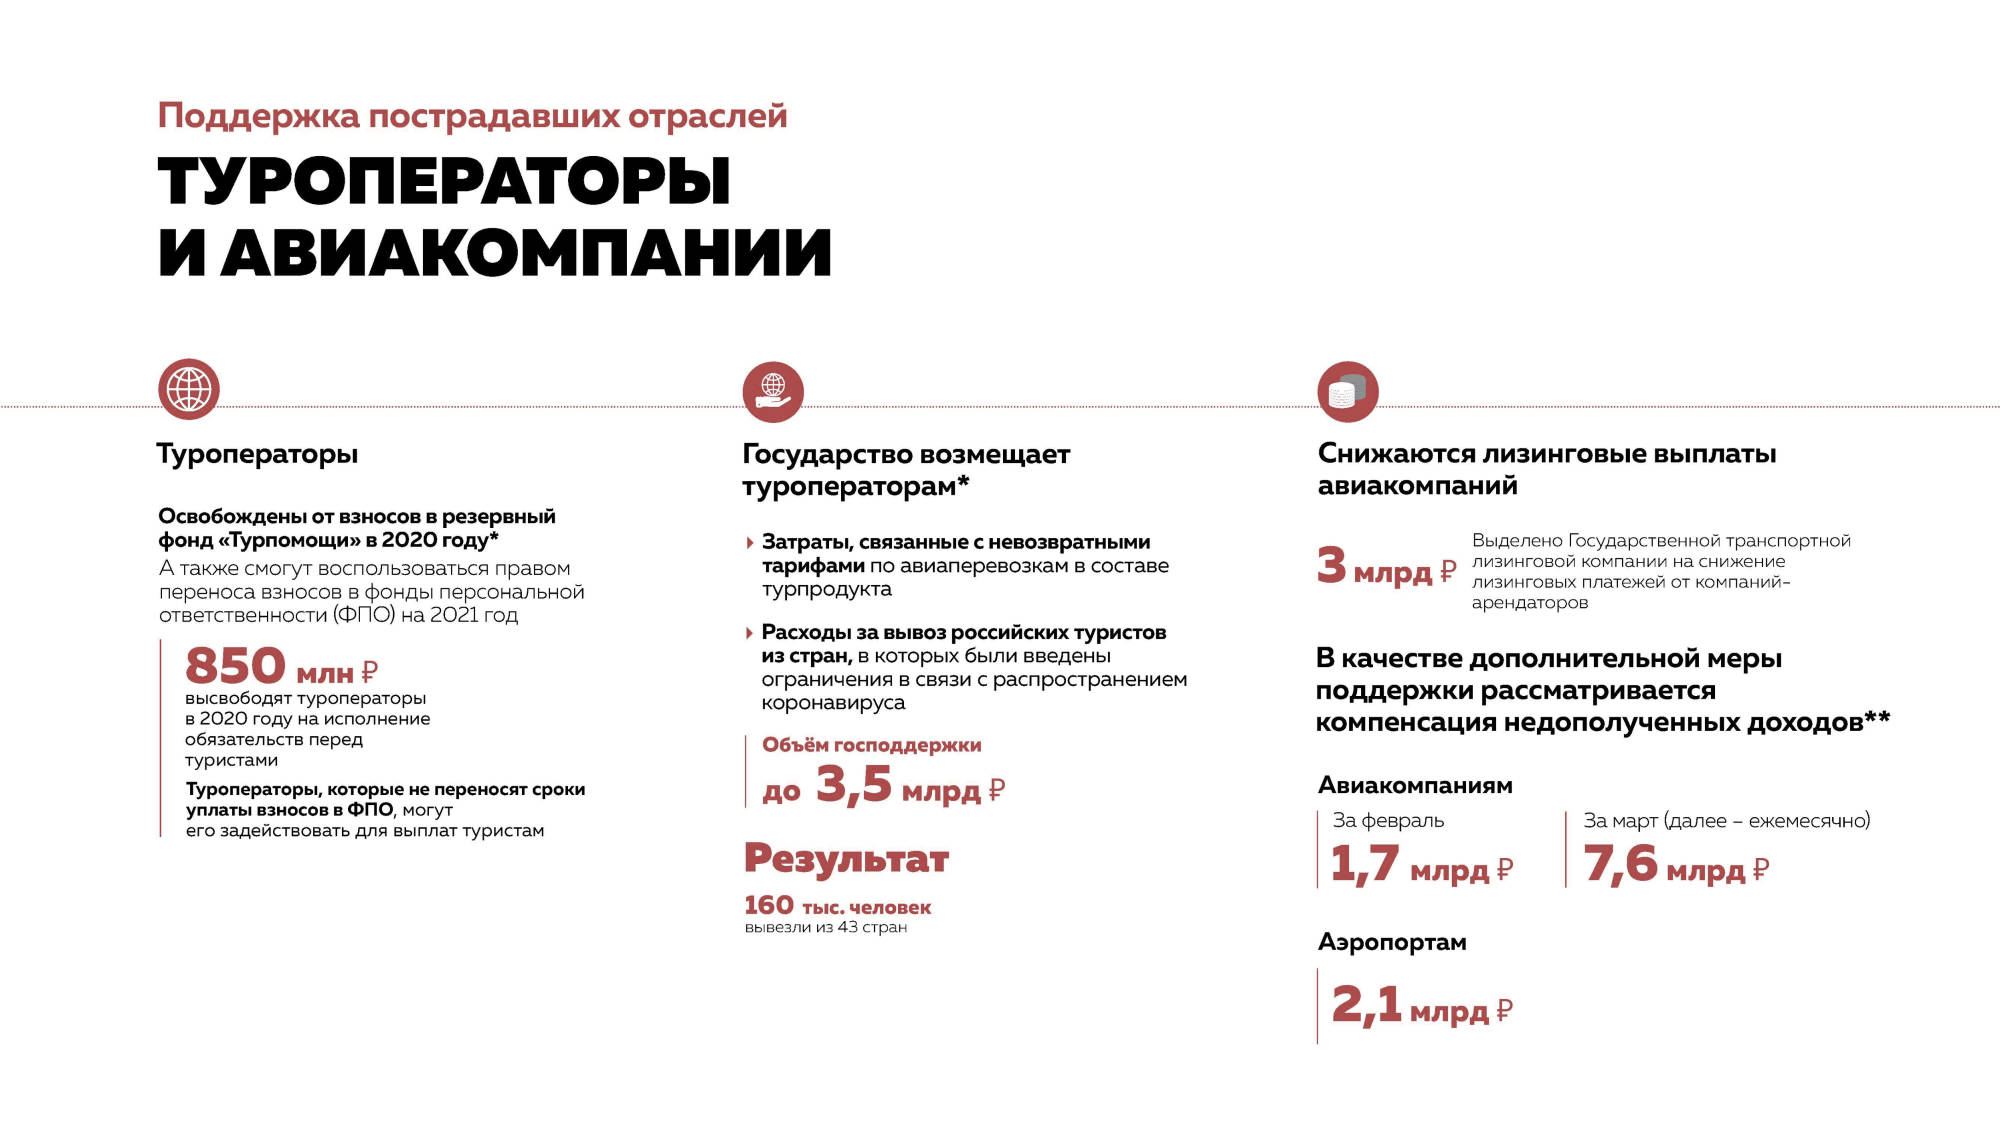 Поддержка пострадавших отраслей
ТУРОПЕРАТОРЫ
И АВИАКОМПАНИИ
Туроператоры
Освобождены от взносов в резервный
фонд «Турпомощи» в 2020 году*
А также смогут воспользоваться правом
переноса взносов в фонды персональной
ответственности (ФПО) на 2021 год
850 млн ₽
высвободят туроператоры
в 2020 году на исполнение
обязательств перед
туристами
Туроператоры, которые не переносят сроки
уплаты взносов в ФПО, могут
его задействовать для выплат туристам
Государство возмещает
туроператорам*
Затраты, связанные с невозвратными
тарифами по авиаперевозкам в составе
турпродукта
Расходы за вывоз российских туристов
из стран, в которых были введены
ограничения в связи с распространением
коронавируса
Объём господдержки
до 3,5 млрд ₽
Результат
160 тыс. человек
вывезли из 43 стран
Снижаются лизинговые выплаты
авиакомпаний
3 млрд ₽
Выделено Государственной транспортной
лизинговой компании на снижение
лизинговых платежей от компаний-
арендаторов
В качестве дополнительной меры
поддержки рассматривается
компенсация недополученных доходов**
Авиакомпаниям
За февраль
1,7 млрд ₽
За март (далее – ежемесячно)
7,6 млрд ₽
Аэропортам
2,1 млрд ₽